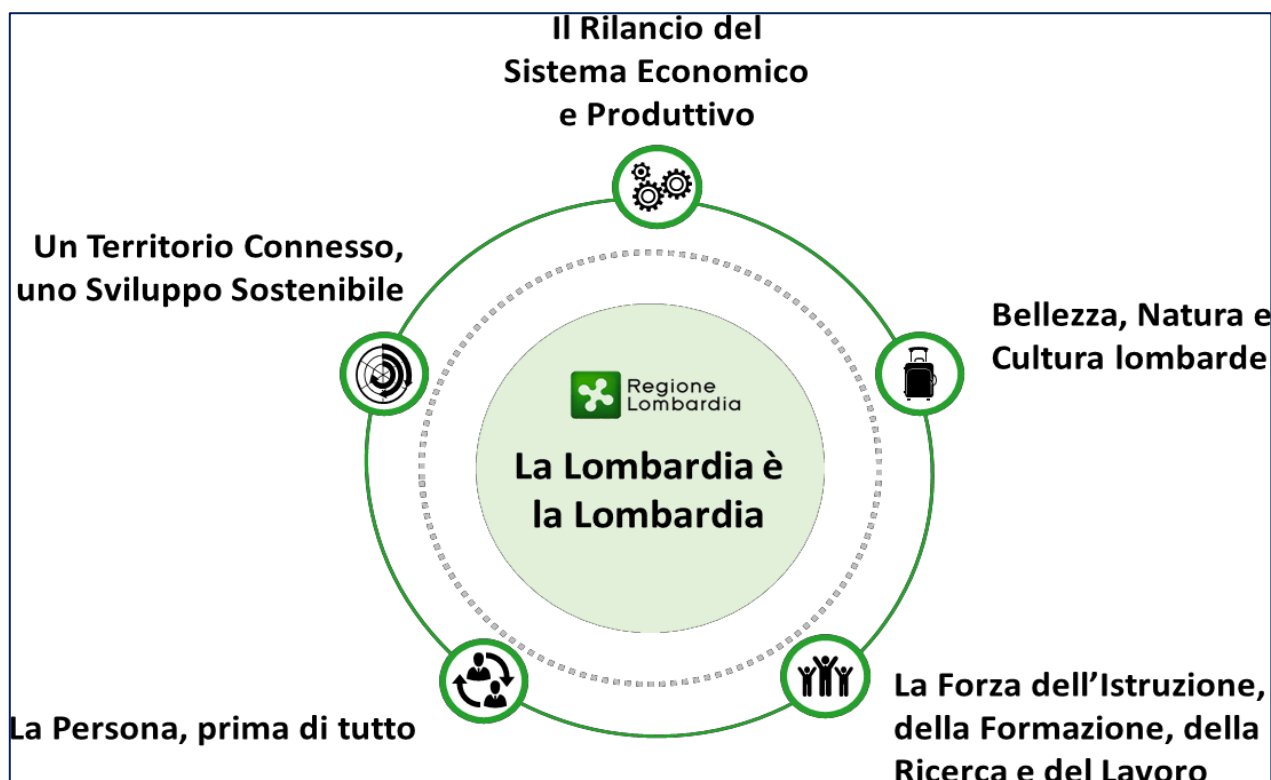 Il Rilancio del
Sistema Economico
e Produttivo
Un Territorio Connesso,
uno Sviluppo Sostenibile
Bellezza, Natura e
Cultura lombarde
Regione
Lombardia
La Lombardia è
la Lombardia
La Persona, prima di tutto
La Forza dell’Istruzione,
della Formazione, della
Ricerca e del Lavoro